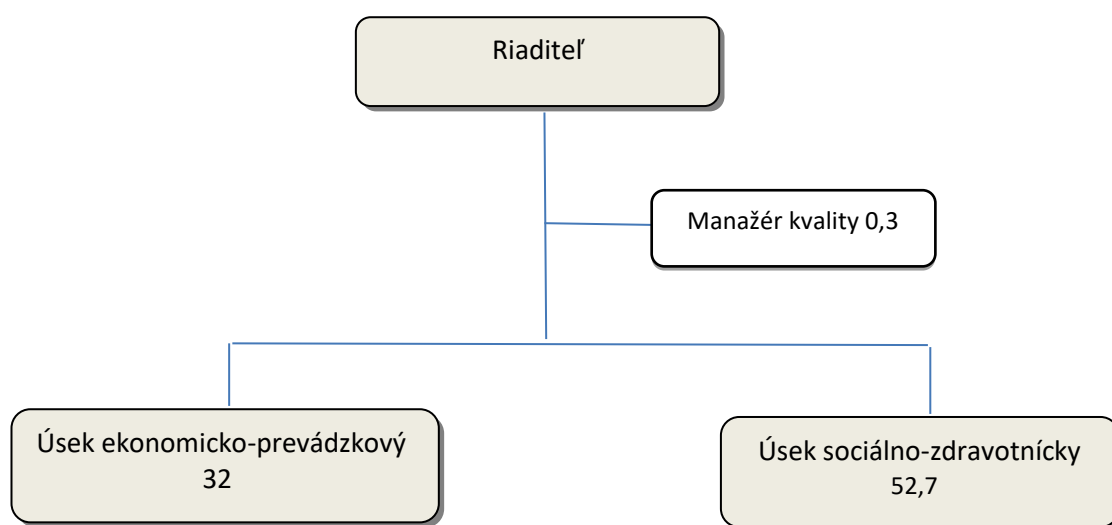 Riaditeľ
Manažér kvality 0,3
Úsek ekonomicko-prevádzkový
32
Úsek sociálno-zdravotnícky
52,7